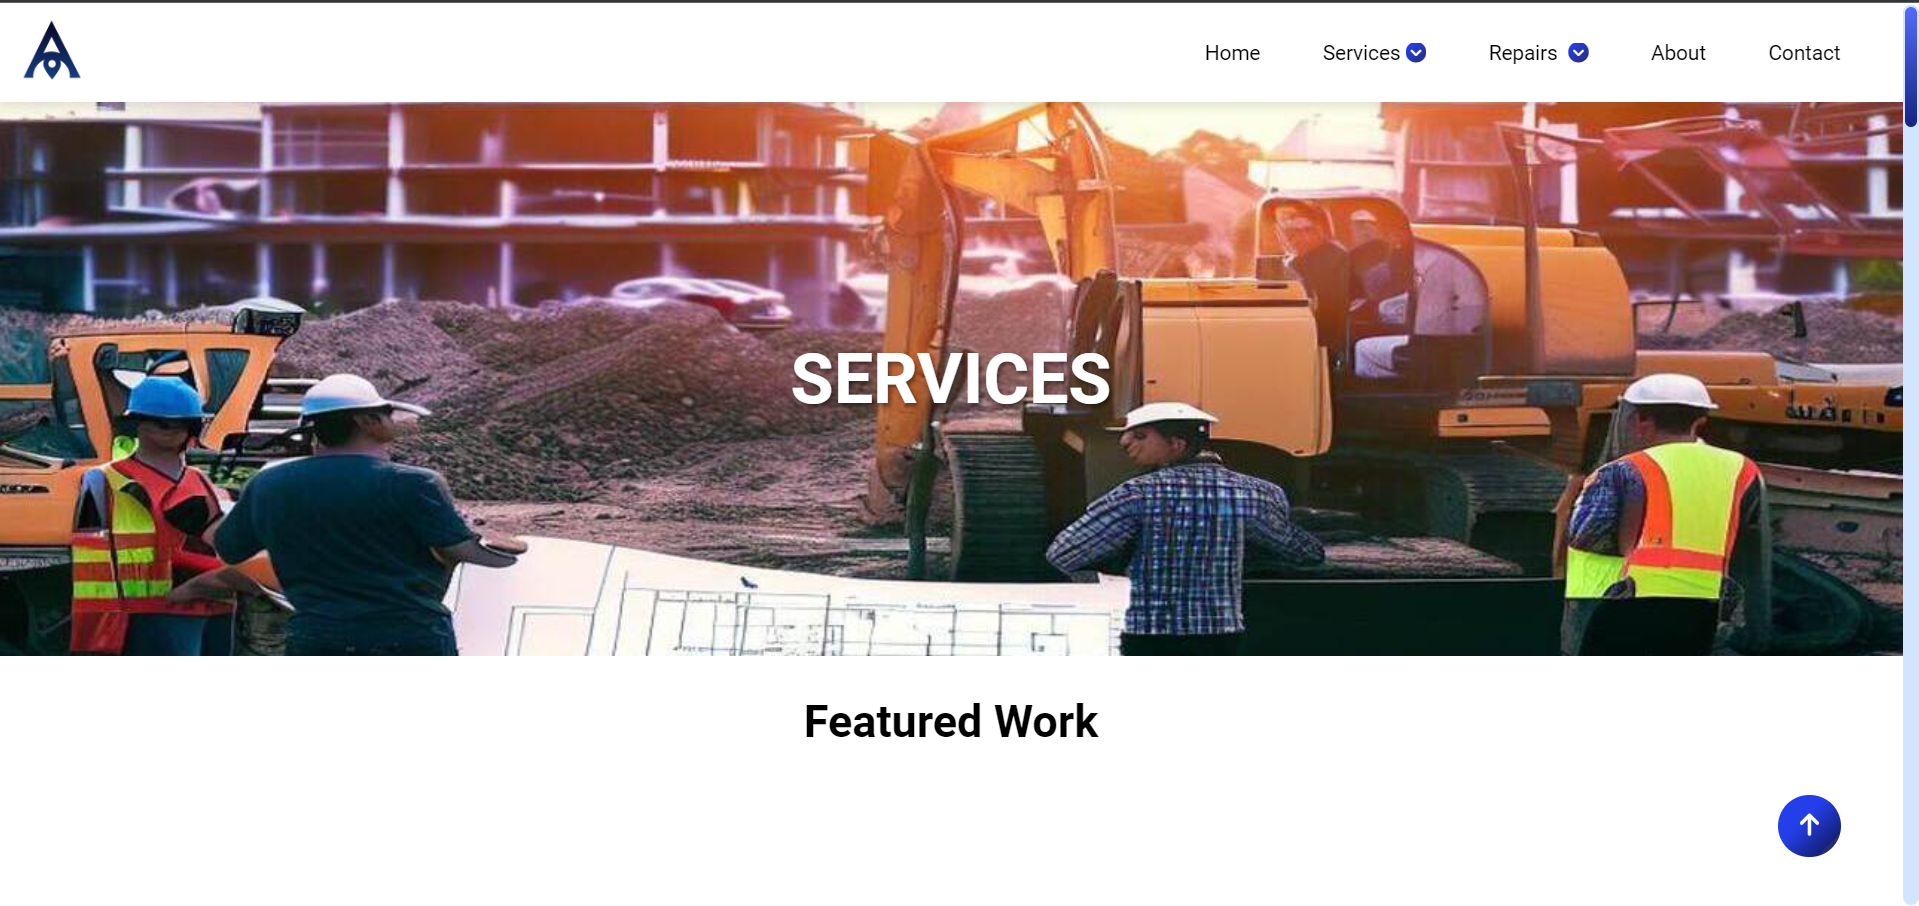 Home Services Repairs About Contact
SERVICES
Featured Work